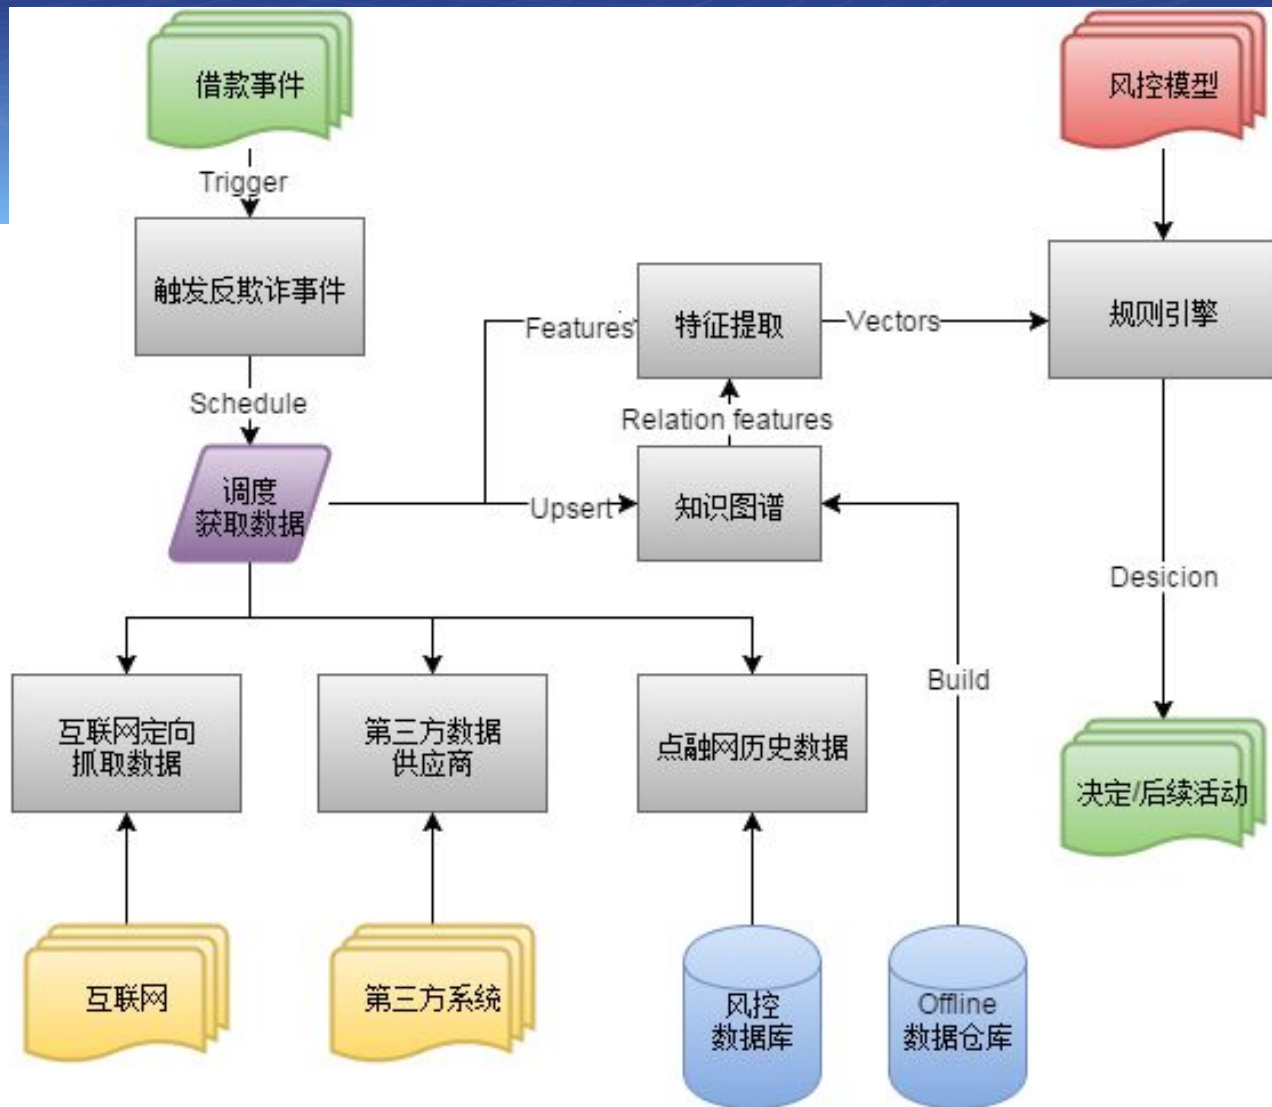 借款事件
风控模型
Trigger
触发反欺诈事件
Features
特征提取
Vectors
规则引擎
Schedule
Relation features
调度
获取数据
Upsert
知识图谱
Desicion
Build
互联网定向
抓取数据
第三方数据
供应商
点融网历史数据
决定/后续活动
互联网
第三方系统
风控
数据库
Offline
数据仓库